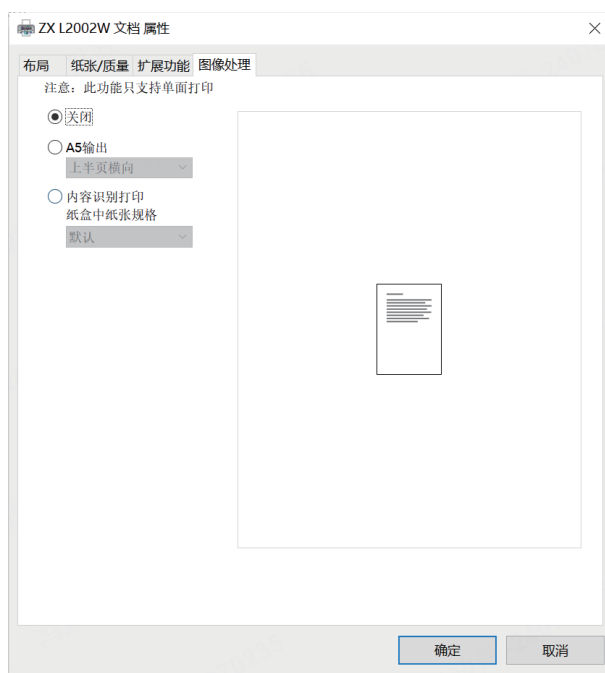 ZX L2002W 文档 属性
布局 纸张/质量 扩展功能 图像处理
注意：此功能只支持单面打印
关闭
A5输出
上半页横向
内容识别打印
纸盒中纸张规格
默认
确定 取消